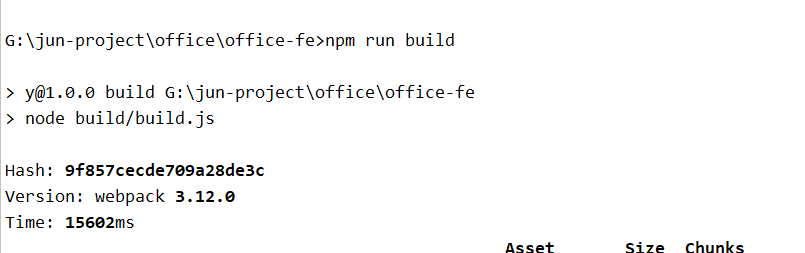 G:\jun-project\office\office-fe>npm run build
> y@1.0.0 build G:\jun-project\office\office-fe
> node build/build.js
Hash: 9f857cecde709a28de3c
Version: webpack 3.12.0
Time: 15602ms
Asset Size Chunks